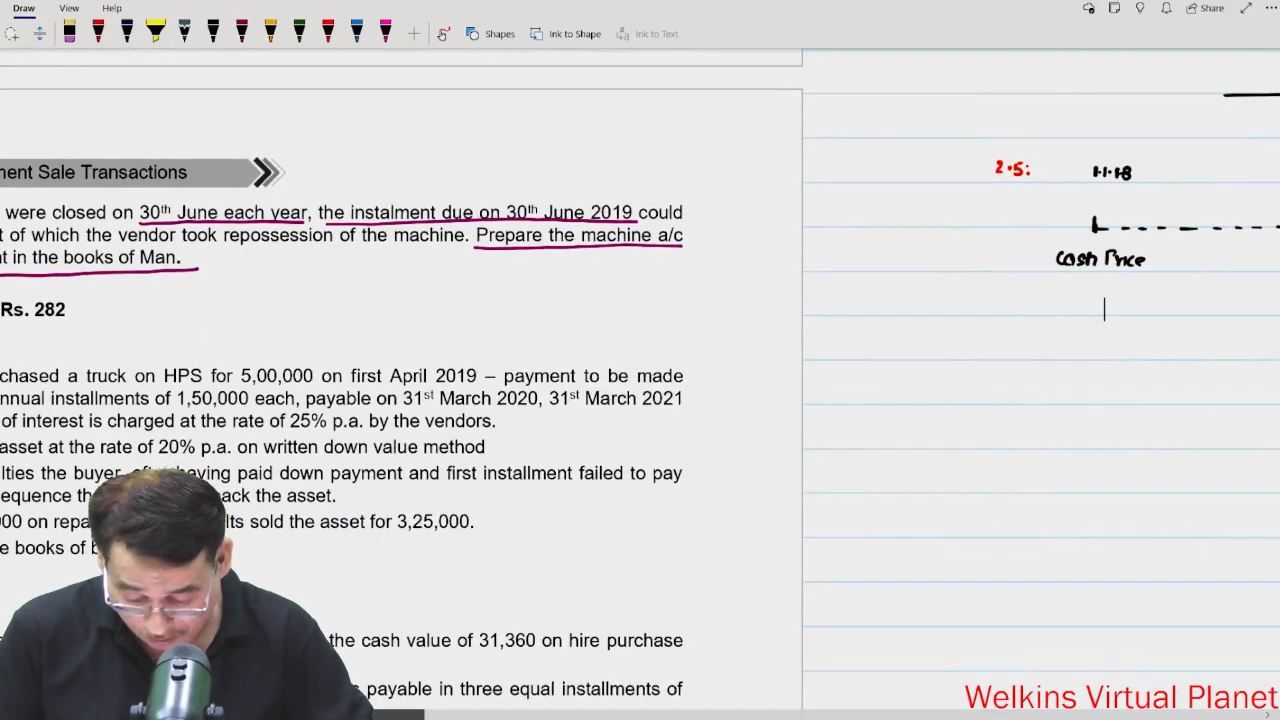 Draw View Help Share
Shapes Ink to Shape Ink to Text
ment Sale Transactions
were closed on 30th June each year, the instalment due on 30th June 2019 could
t of which the vendor took repossession of the machine. Prepare the machine a/c
nt in the books of Man.
Rs. 282
chased a truck on HPS for 5,00,000 on first April 2019 – payment to be made
annual installments of 1,50,000 each, payable on 31st March 2020, 31st March 2021
of interest is charged at the rate of 25% p.a. by the vendors.
asset at the rate of 20% p.a. on written down value method
lties the buyer, after having paid down payment and first installment failed to pay
equence th ack the asset.
000 on repa lts sold the asset for 3,25,000.
e books of b
the cash value of 31,360 on hire purchase
payable in three equal installments of
2.5: 1.1.18
Cash Price
Welkins Virtual Planet